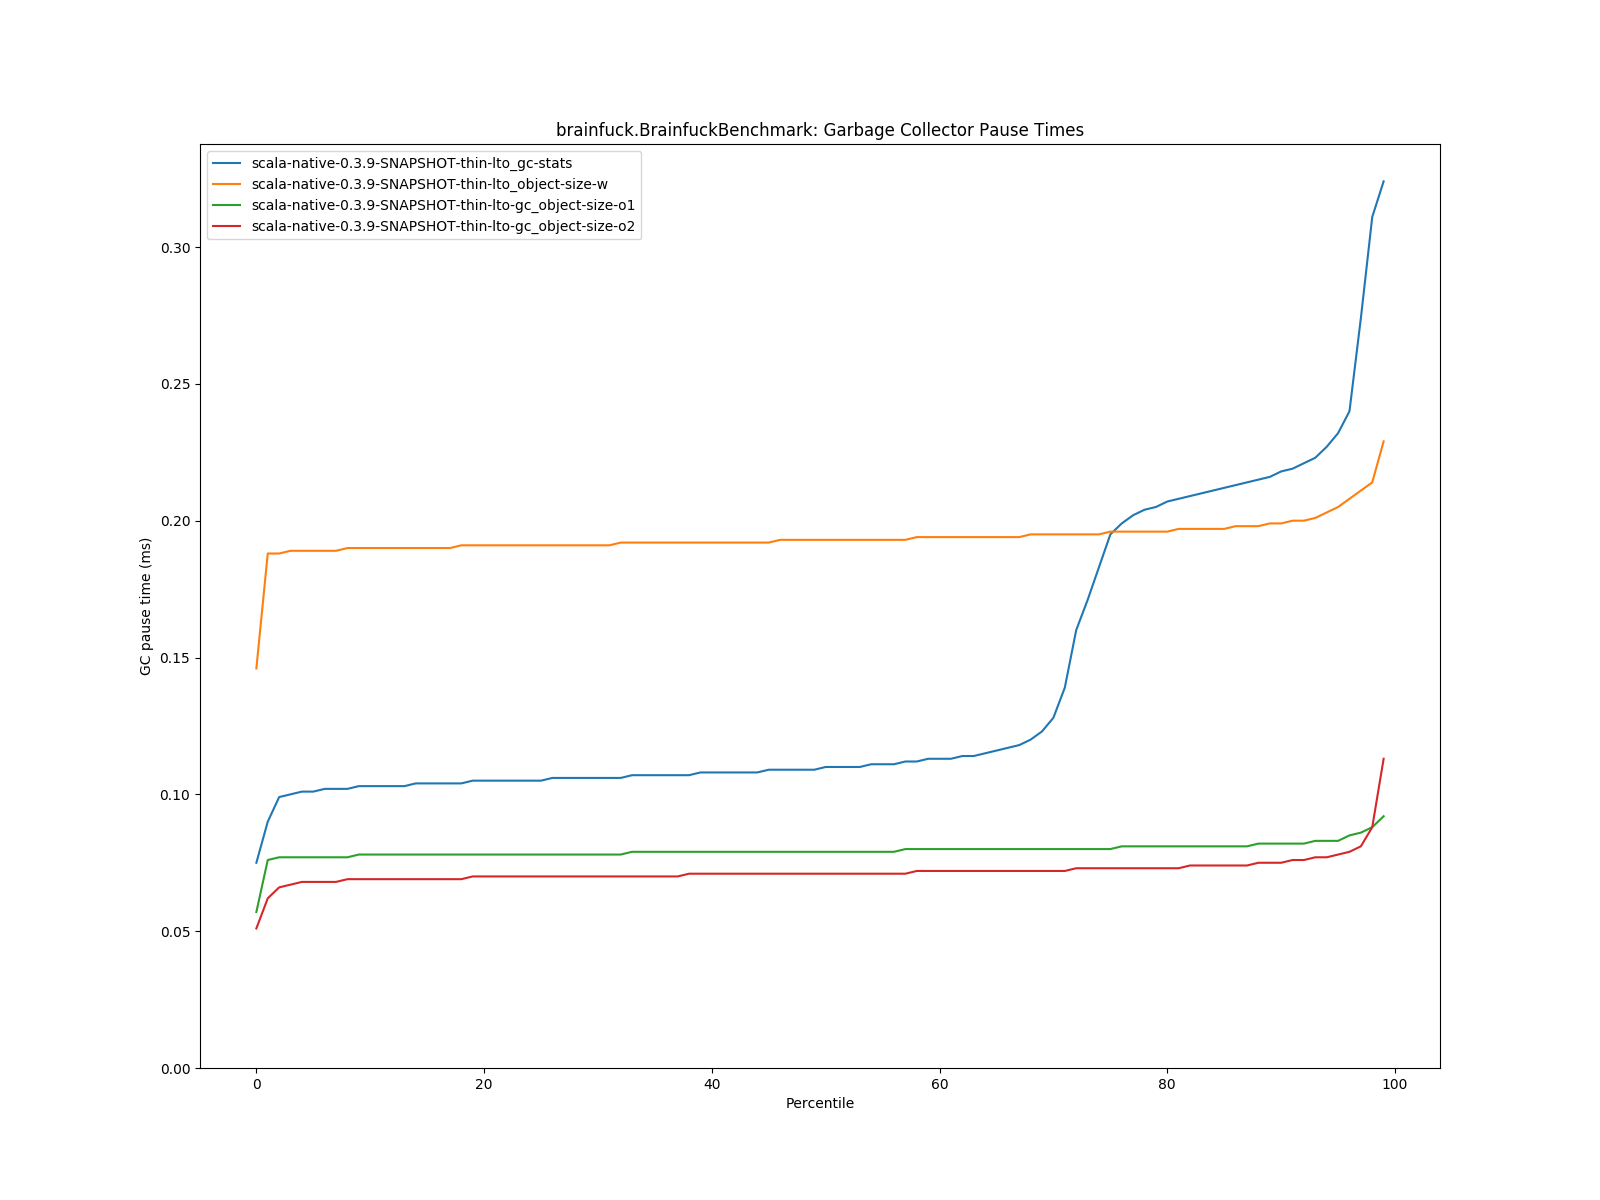 brainfuck.BrainfuckBenchmark: Garbage Collector Pause Times
scala-native-0.3.9-SNAPSHOT-thin-lto_gc-stats
scala-native-0.3.9-SNAPSHOT-thin-lto_object-size-w
scala-native-0.3.9-SNAPSHOT-thin-lto-gc_object-size-o1
scala-native-0.3.9-SNAPSHOT-thin-lto-gc_object-size-o2
GC pause time (ms)
0.30
0.25
0.20
0.15
0.10
0.05
0.00
0 20 40 60 80 100
Percentile